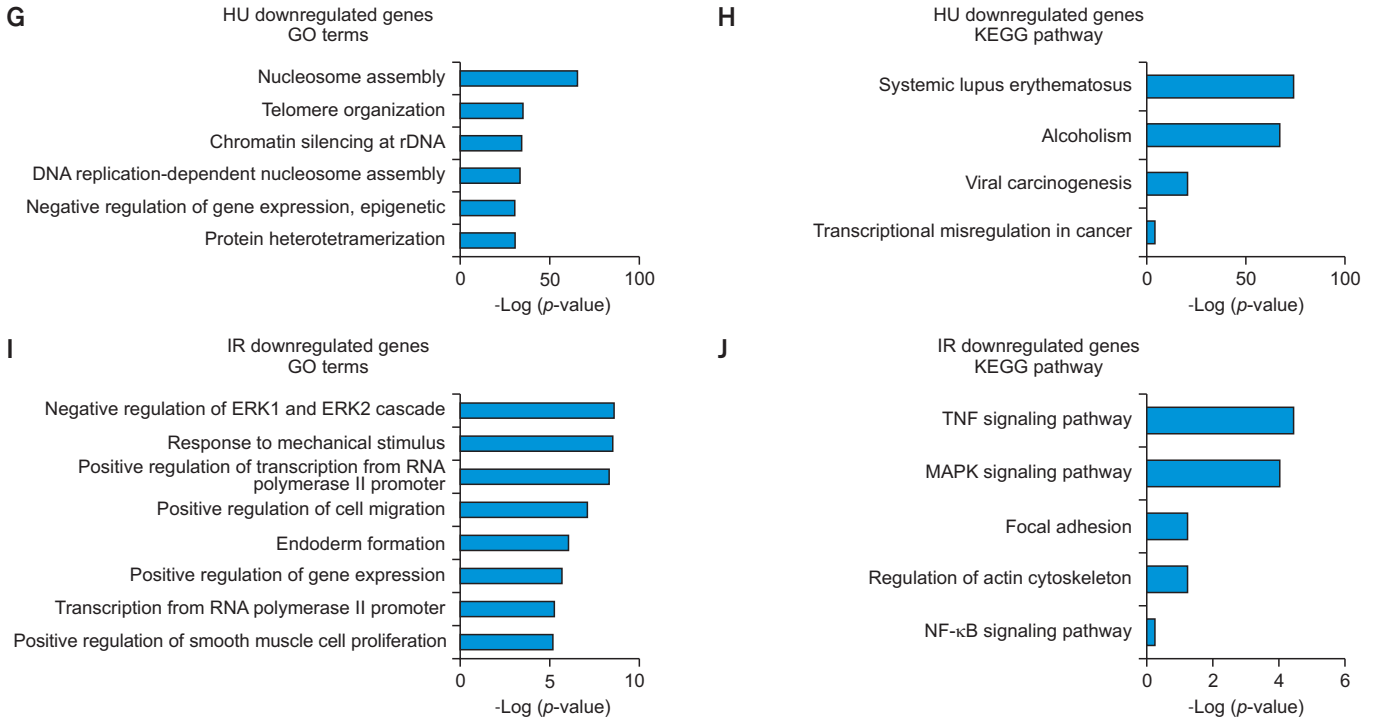 G
HU downregulated genes
GO terms
Nucleosome assembly
Telomere organization
Chromatin silencing at rDNA
DNA replication-dependent nucleosome assembly
Negative regulation of gene expression, epigenetic
Protein heterotetramerization
0 50 100
-Log (p-value)
H
HU downregulated genes
KEGG pathway
Systemic lupus erythematosus
Alcoholism
Viral carcinogenesis
Transcriptional misregulation in cancer
0 50 100
-Log (p-value)
I
IR downregulated genes
GO terms
Negative regulation of ERK1 and ERK2 cascade
Response to mechanical stimulus
Positive regulation of transcription from RNA
polymerase II promoter
Positive regulation of cell migration
Endoderm formation
Positive regulation of gene expression
Transcription from RNA polymerase II promoter
Positive regulation of smooth muscle cell proliferation
0 5 10
-Log (p-value)
J
IR downregulated genes
KEGG pathway
TNF signaling pathway
MAPK signaling pathway
Focal adhesion
Regulation of actin cytoskeleton
NF-κB signaling pathway
0 2 4 6
-Log (p-value)